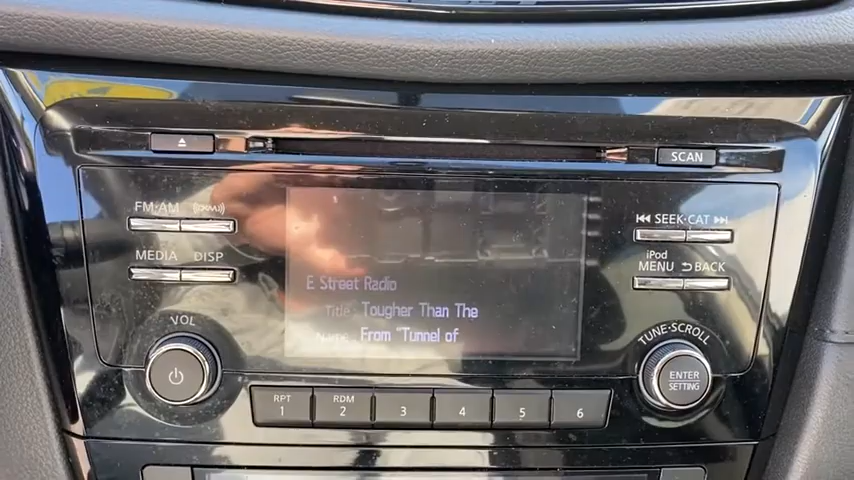 SCAN
FM·AM ((XM))
SEEK·CAT
MEDIA DISP
iPod
MENU BACK
E Street Radio
Title: Tougher Than The
From "Tunnel of
VOL
TUNE·SCROLL
ENTER
SETTING
RPT
1
RDM
2
3
4
5
6